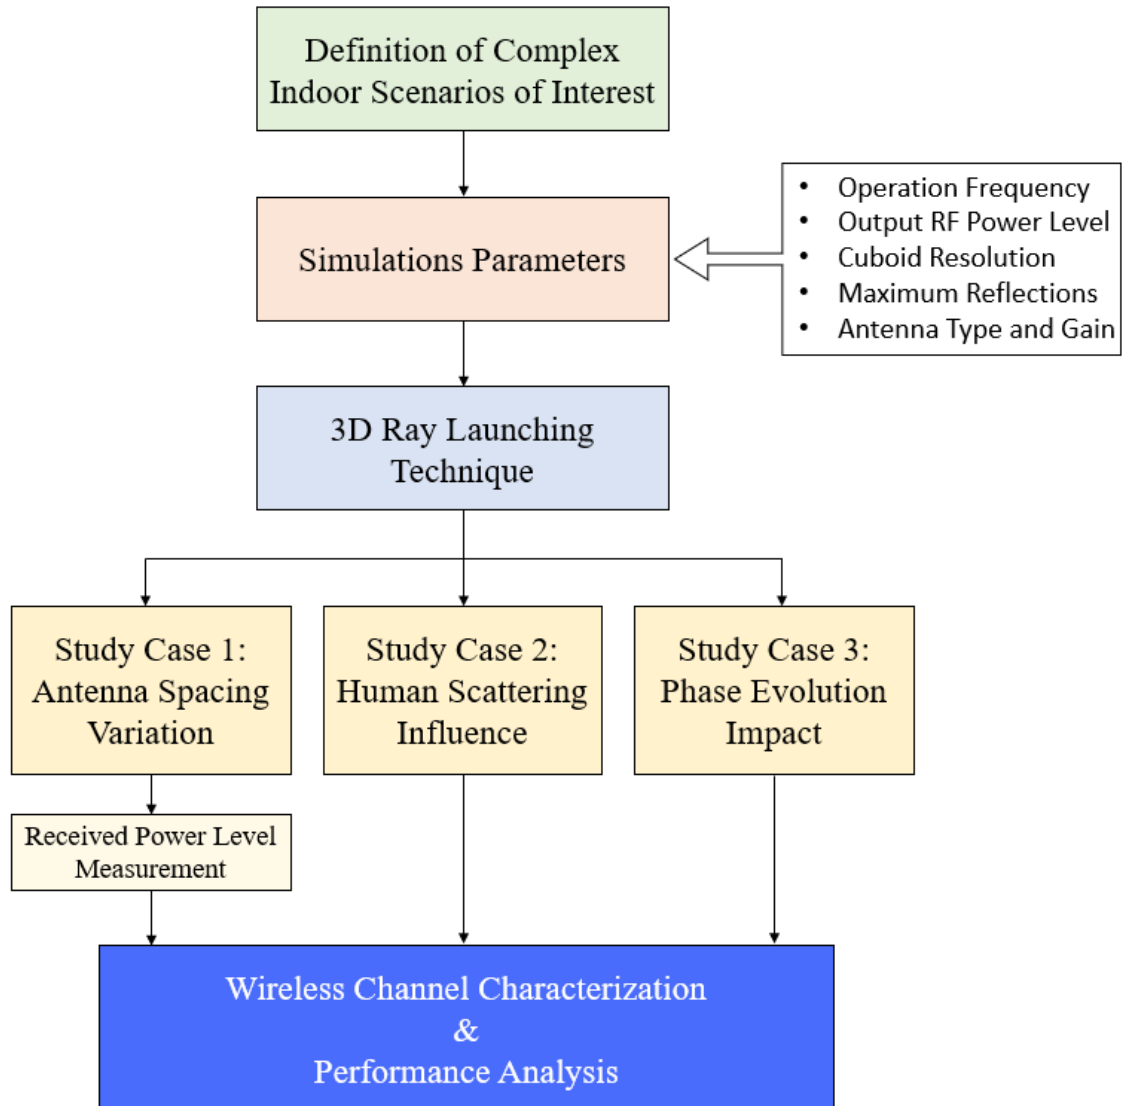 Definition of Complex
Indoor Scenarios of Interest
Simulations Parameters
• Operation Frequency
• Output RF Power Level
• Cuboid Resolution
• Maximum Reflections
• Antenna Type and Gain
3D Ray Launching
Technique
Study Case 1:
Antenna Spacing
Variation
Study Case 2:
Human Scattering
Influence
Study Case 3:
Phase Evolution
Impact
Received Power Level
Measurement
Wireless Channel Characterization
&
Performance Analysis